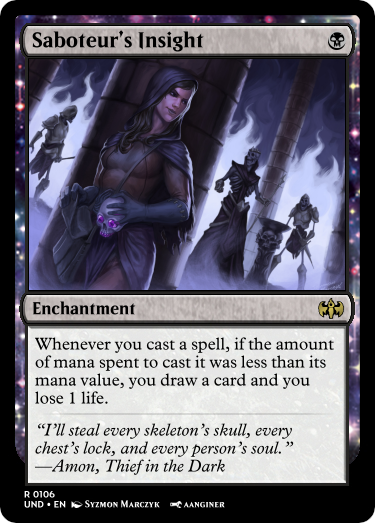 Saboteur's Insight
Enchantment
Whenever you cast a spell, if the amount
of mana spent to cast it was less than its
mana value, you draw a card and you
lose 1 life.
“I'll steal every skeleton's skull, every
chest's lock, and every person's soul.”
—Amon, Thief in the Dark
R 0106
UND • EN Syzmon Marczyk aanginer